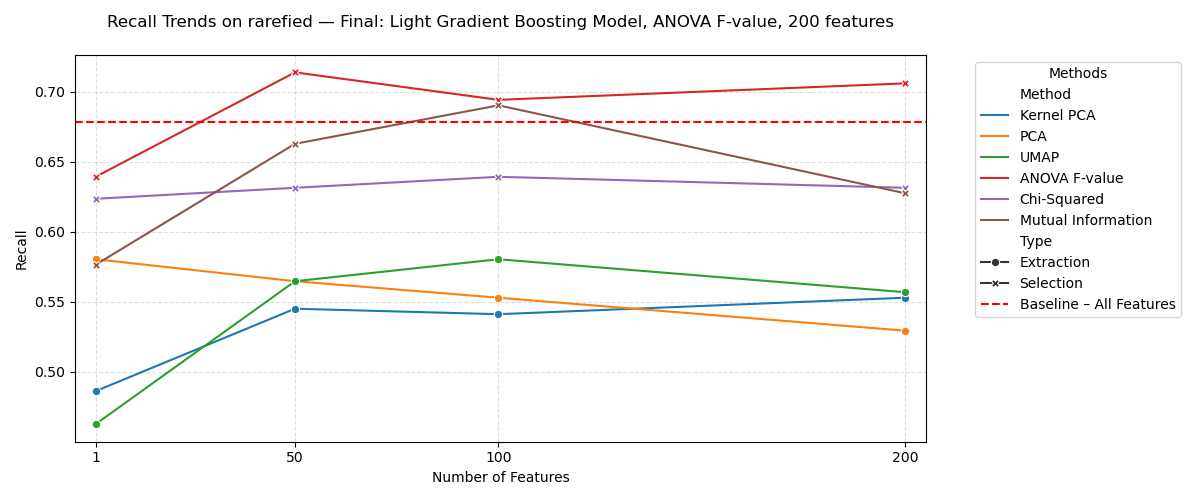 Recall Trends on rarefied — Final: Light Gradient Boosting Model, ANOVA F-value, 200 features
Recall
0.70
0.65
0.60
0.55
0.50
1
50
100
200
Number of Features
Methods
Method
Kernel PCA
PCA
UMAP
ANOVA F-value
Chi-Squared
Mutual Information
Type
Extraction
Selection
Baseline – All Features